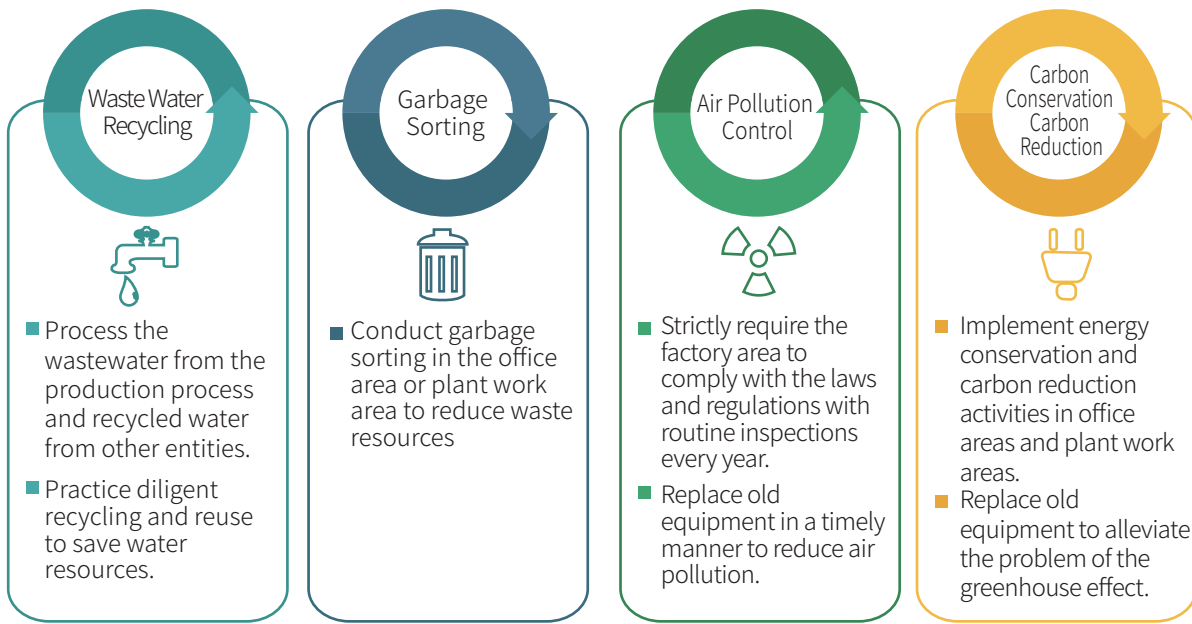 Waste Water
Recycling
Process the
wastewater from the
production process
and recycled water
from other entities.
Practice diligent
recycling and reuse
to save water
resources.
Garbage
Sorting
Conduct garbage
sorting in the office
area or plant work
area to reduce waste
resources
Air Pollution
Control
Strictly require the
factory area to
comply with the laws
and regulations with
routine inspections
every year.
Replace old
equipment in a timely
manner to reduce air
pollution.
Carbon
Conservation
Carbon
Reduction
Implement energy
conservation and
carbon reduction
activities in office
areas and plant work
areas.
Replace old
equipment to alleviate
the problem of the
greenhouse effect.